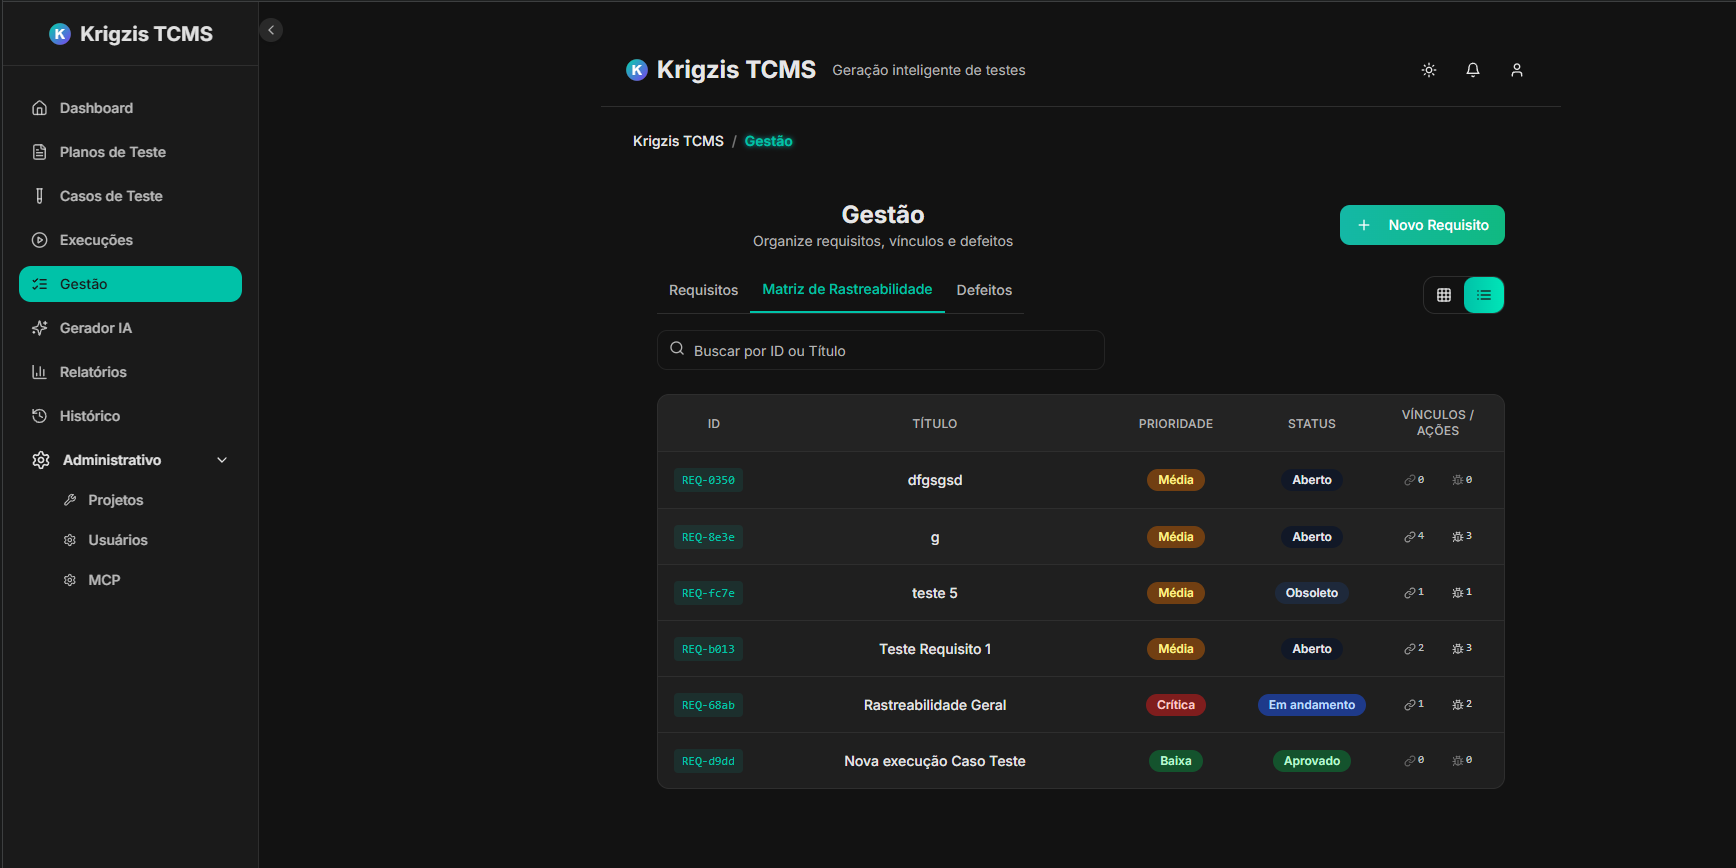 K Krigzis TCMS
Dashboard
Planos de Teste
Casos de Teste
Execuções
Gestão
Gerador IA
Relatórios
Histórico
Administrativo
Projetos
Usuários
MCP
K Krigzis TCMS Geração inteligente de testes
Krigzis TCMS / Gestão
Gestão
Organize requisitos, vínculos e defeitos
+ Novo Requisito
Requisitos Matriz de Rastreabilidade Defeitos
Buscar por ID ou Título
ID TÍTULO PRIORIDADE STATUS VÍNCULOS /
AÇÕES
REQ-0350 dfgsgsd Média Aberto 0 0
REQ-8e3e g Média Aberto 4 3
REQ-fc7e teste 5 Média Obsoleto 1 1
REQ-b013 Teste Requisito 1 Média Aberto 2 3
REQ-68ab Rastreabilidade Geral Crítica Em andamento 1 2
REQ-d9dd Nova execução Caso Teste Baixa Aprovado 0 0